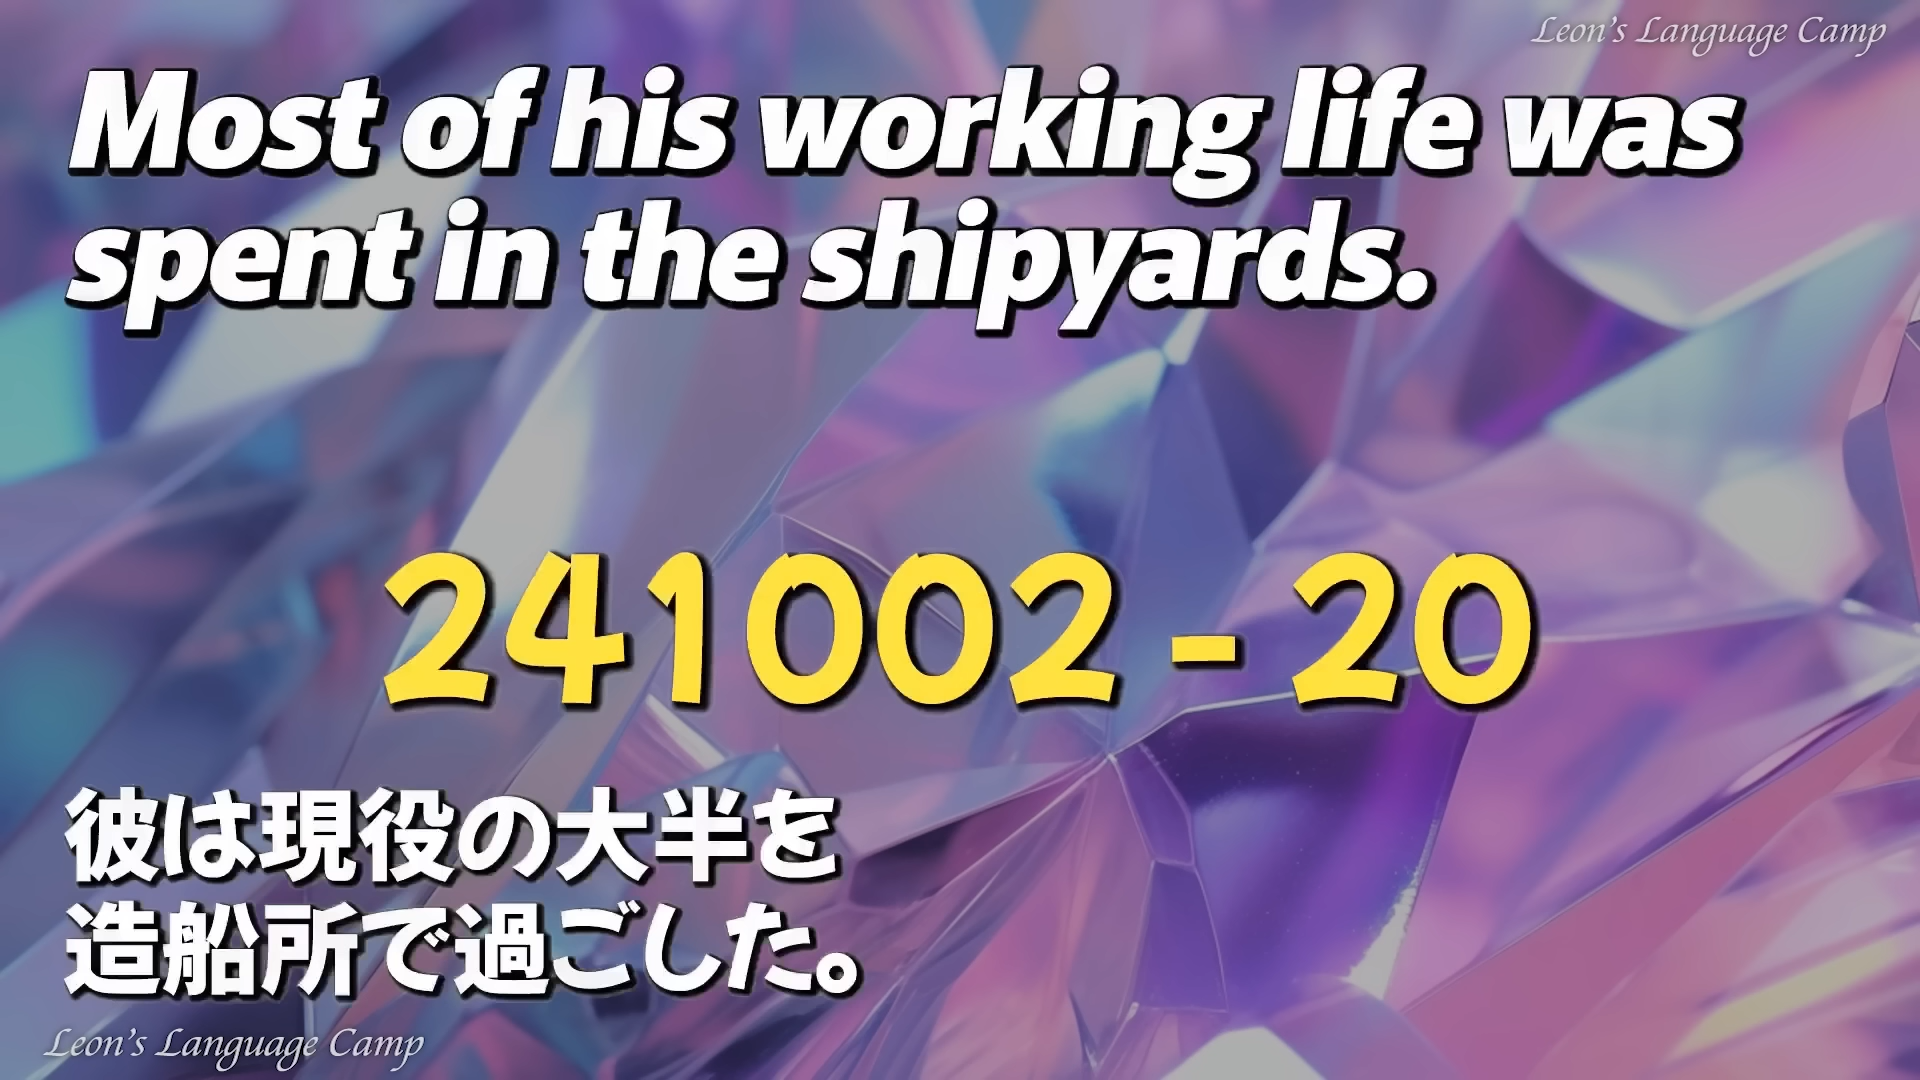 Leon's Language Camp
Most of his working life was
spent in the shipyards.
241002 - 20
彼は現役の大半を
造船所で過ごした。
Leon's Language Camp